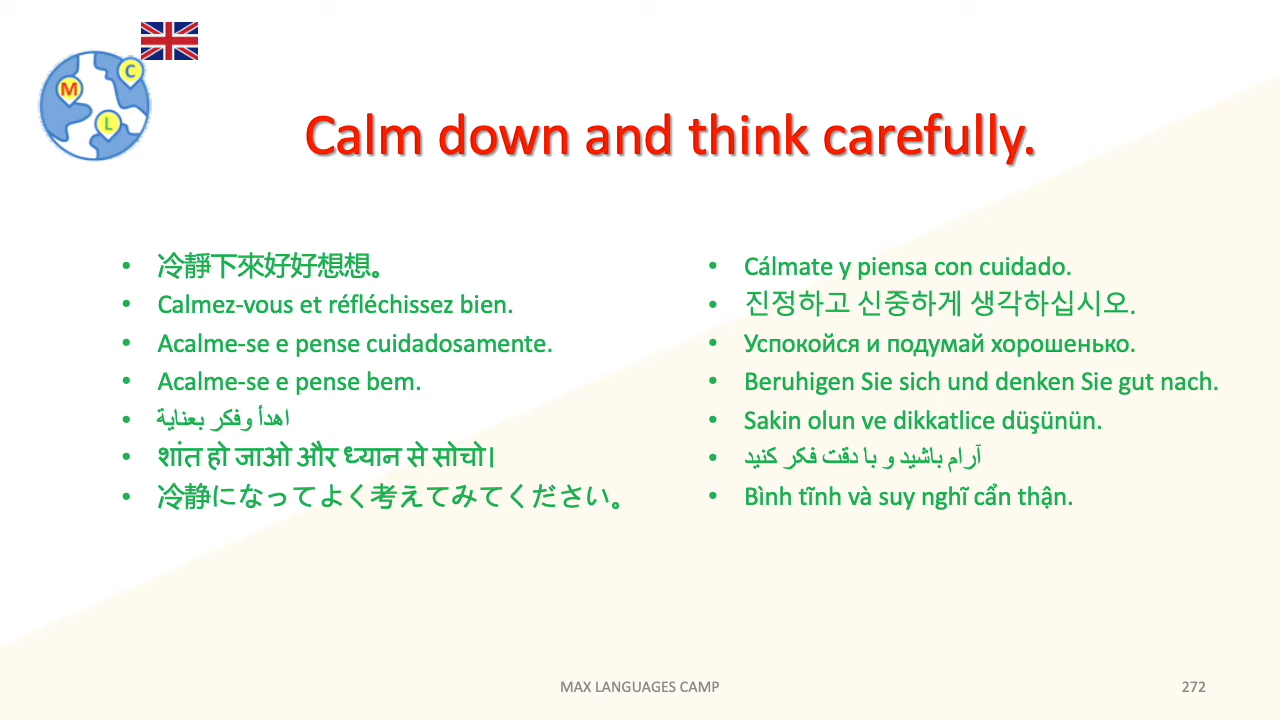 M
C
L
Calm down and think carefully.
• 冷靜下來好好想想。
• Calmez-vous et réfléchissez bien.
• Acalme-se e pense cuidadosamente.
• Acalme-se e pense bem.
• اهدأ وفكر بعناية
• शांत हो जाओ और ध्यान से सोचो।
• 冷静になってよく考えてみてください。
• Cálmate y piensa con cuidado.
• 진정하고 신중하게 생각하십시오.
• Успокойся и подумай хорошенько.
• Beruhigen Sie sich und denken Sie gut nach.
• Sakin olun ve dikkatlice düşünün.
• آرام باشید و با دقت فکر کنید
• Bình tĩnh và suy nghĩ cẩn thận.
MAX LANGUAGES CAMP
272